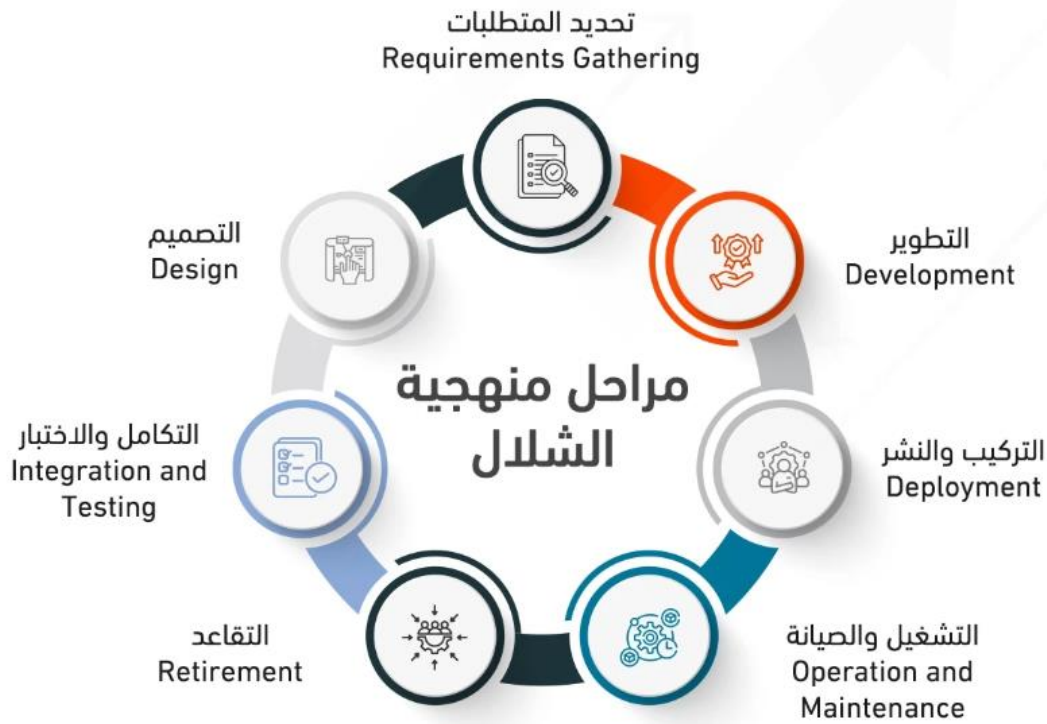 تحديد المتطلبات
Requirements Gathering
التصميم
Design
التطوير
Development
مراحل منهجية
الشلال
التكامل والاختبار
Integration and
Testing
التركيب والنشر
Deployment
التقاعد
Retirement
التشغيل والصيانة
Operation and
Maintenance